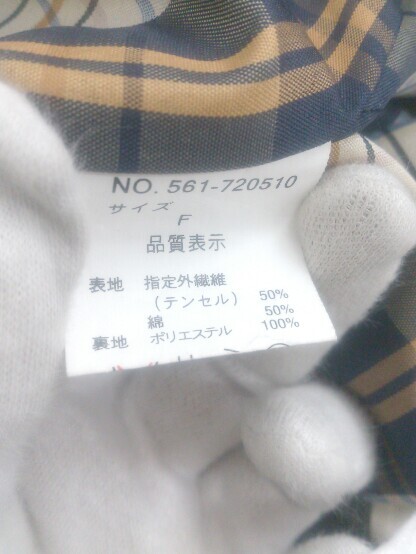 NO. 561-720510
サイズ
F
品質表示
表地 指定外繊維
(テンセル) 50%
綿 50%
裏地 ポリエステル 100%